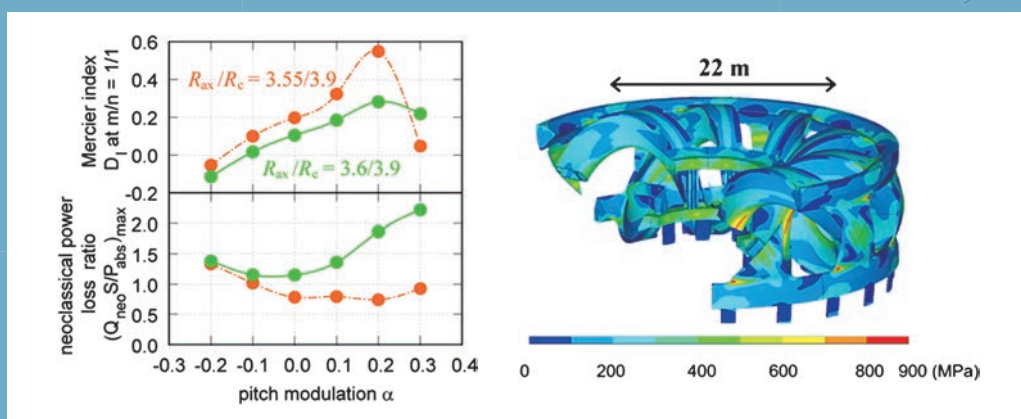 Mercier index
D_I at m/n = 1/1
0.6
0.4
0.2
0.0
-0.2
R_ax/R_c = 3.55/3.9
R_ax/R_c = 3.6/3.9
neoclassical power
loss ratio
(Q_neo S/P_abs)_max
2.0
1.5
1.0
0.5
0.0
-0.3 -0.2 -0.1 0.0 0.1 0.2 0.3 0.4
pitch modulation α
22 m
0 200 400 600 800 900 (MPa)